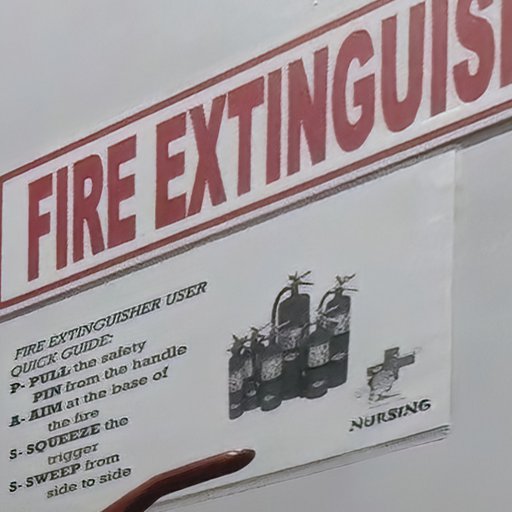 FIRE EXTINGUIS
FIRE EXTINGUISHER USER
QUICK GUIDE:
P- PULL the safety
PIN from the handle
A- AIM at the base of
the fire
S- SQUEEZE the
trigger
S- SWEEP from
side to side
NURSING